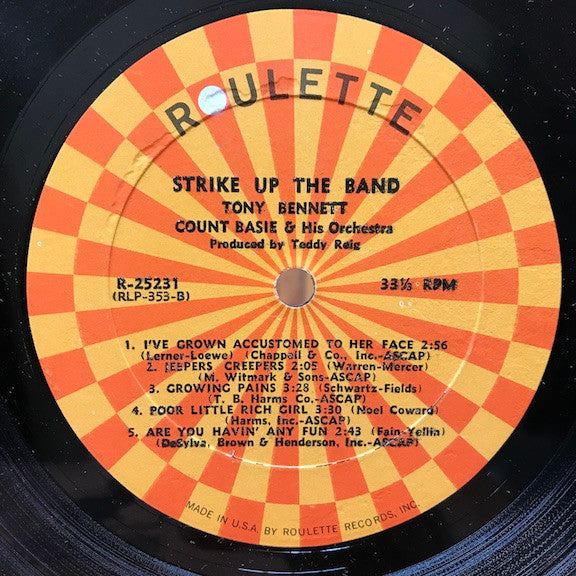 ROULETTE
STRIKE UP THE BAND
TONY BENNETT
COUNT BASIE & His Orchestra
Produced by Teddy Reig
R-25231 33⅓ RPM
(RLP-353-B)
1. I'VE GROWN ACCUSTOMED TO HER FACE 2:56
(Lerner-Loewe) (Chappell & Co., Inc.-ASCAP)
2. JEEPERS CREEPERS 2:05 (Warren-Mercer)
(M. Witmark & Sons-ASCAP)
3. GROWING PAINS 3:28 (Schwartz-Fields)
(T. B. Harms Co.-ASCAP)
4. POOR LITTLE RICH GIRL 3:30 (Noel Coward)
(Harms, Inc.-ASCAP)
5. ARE YOU HAVIN' ANY FUN 2:43 (Fain-Yellin)
(DeSylva, Brown & Henderson, Inc.-ASCAP)
MADE IN U.S.A. BY ROULETTE RECORDS, INC.